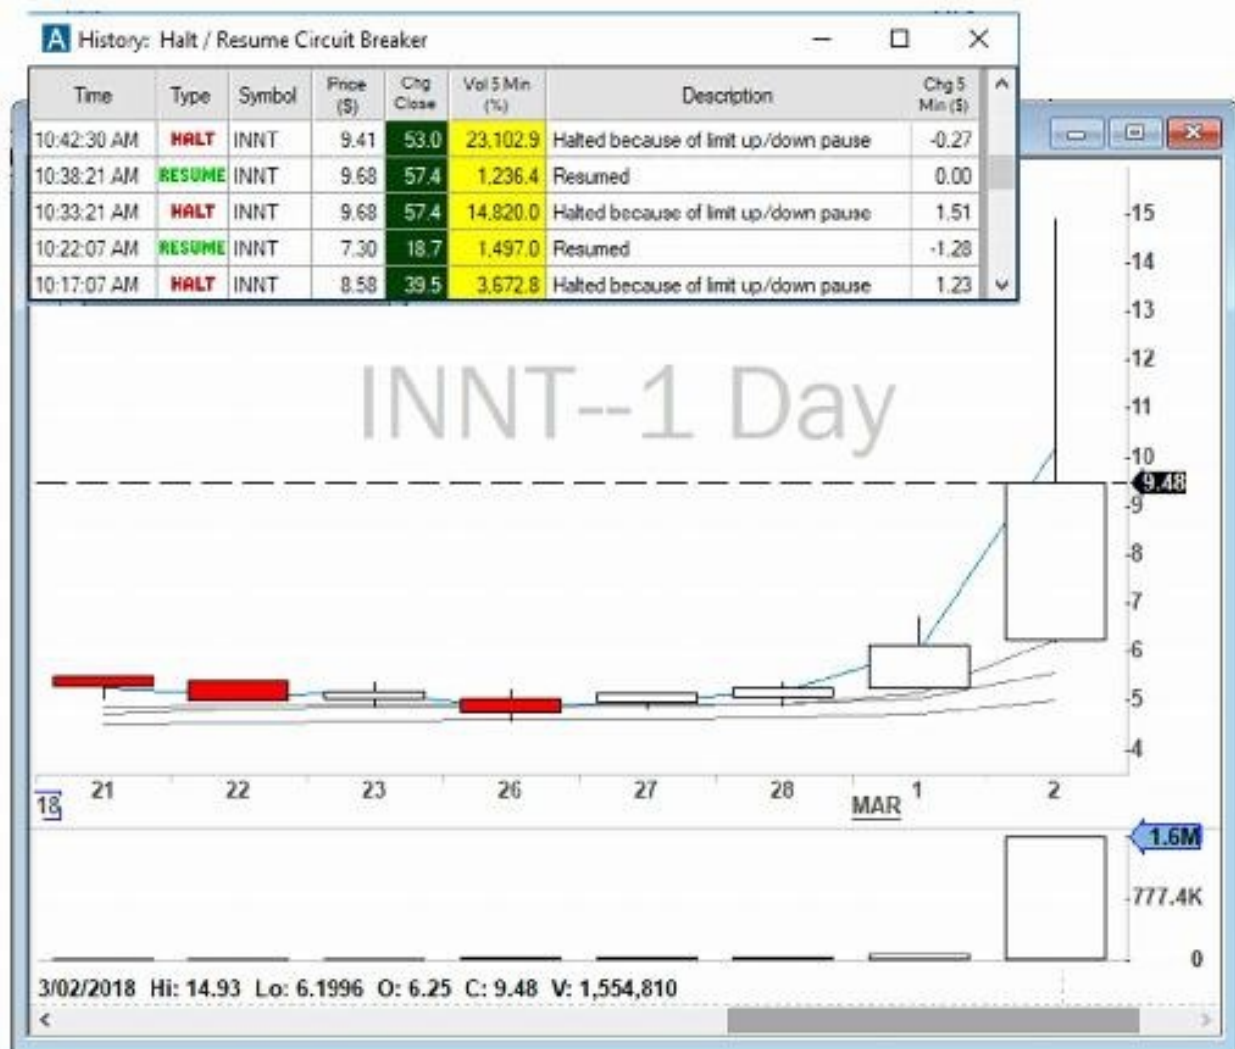 History: Halt / Resume Circuit Breaker
Time Type Symbol Price ($) Chg Close Vol 5 Min (%) Description Chg 5 Min ($)
10:42:30 AM HALT INNT 9.41 53.0 23,102.9 Halted because of limit up/down pause -0.27
10:38:21 AM RESUME INNT 9.68 57.4 1,236.4 Resumed 0.00
10:33:21 AM HALT INNT 9.68 57.4 14,820.0 Halted because of limit up/down pause 1.51
10:22:07 AM RESUME INNT 7.30 18.7 1,497.0 Resumed -1.28
10:17:07 AM HALT INNT 8.58 39.5 3,672.8 Halted because of limit up/down pause 1.23
INNT--1 Day
15
14
13
12
11
10
9.48
9
8
7
6
5
4
21 22 23 26 27 28 1 2
18 MAR
1.6M
777.4K
0
3/02/2018 Hi: 14.93 Lo: 6.1996 O: 6.25 C: 9.48 V: 1,554,810